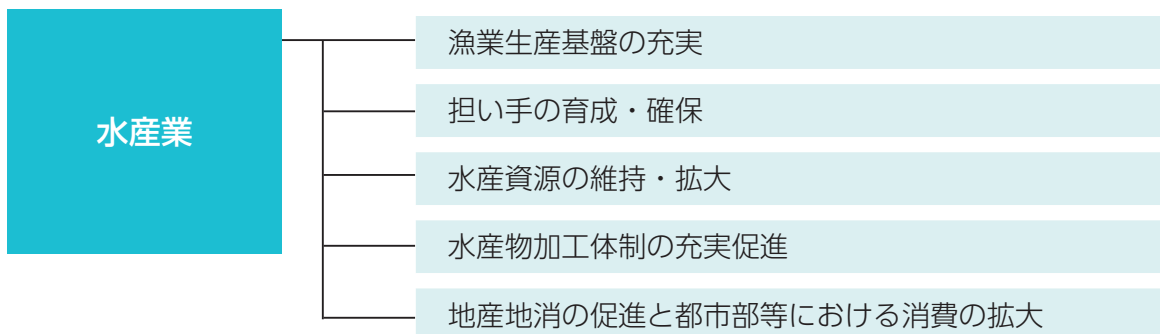 水産業
漁業生産基盤の充実
担い手の育成・確保
水産資源の維持・拡大
水産物加工体制の充実促進
地産地消の促進と都市部等における消費の拡大